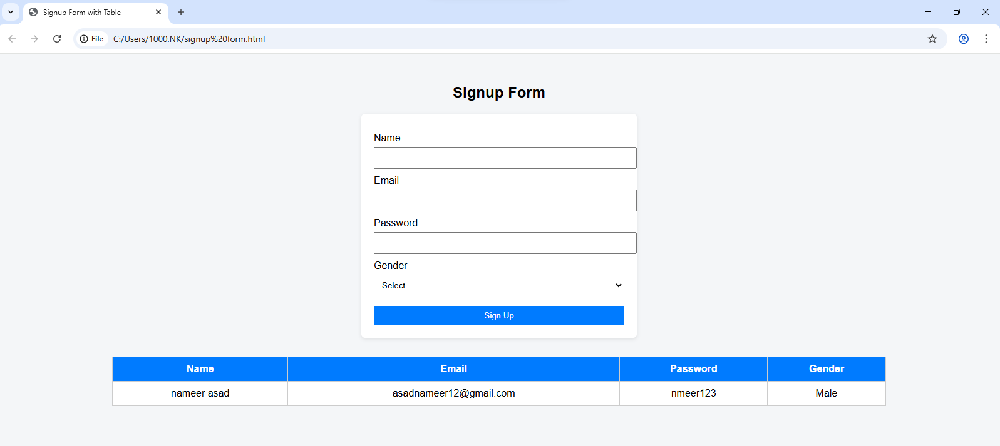 Signup Form with Table
File C:/Users/1000.NK/signup%20form.html
Signup Form
Name
Email
Password
Gender
Select
Sign Up
Name Email Password Gender
nameer asad asadnameer12@gmail.com nmeer123 Male